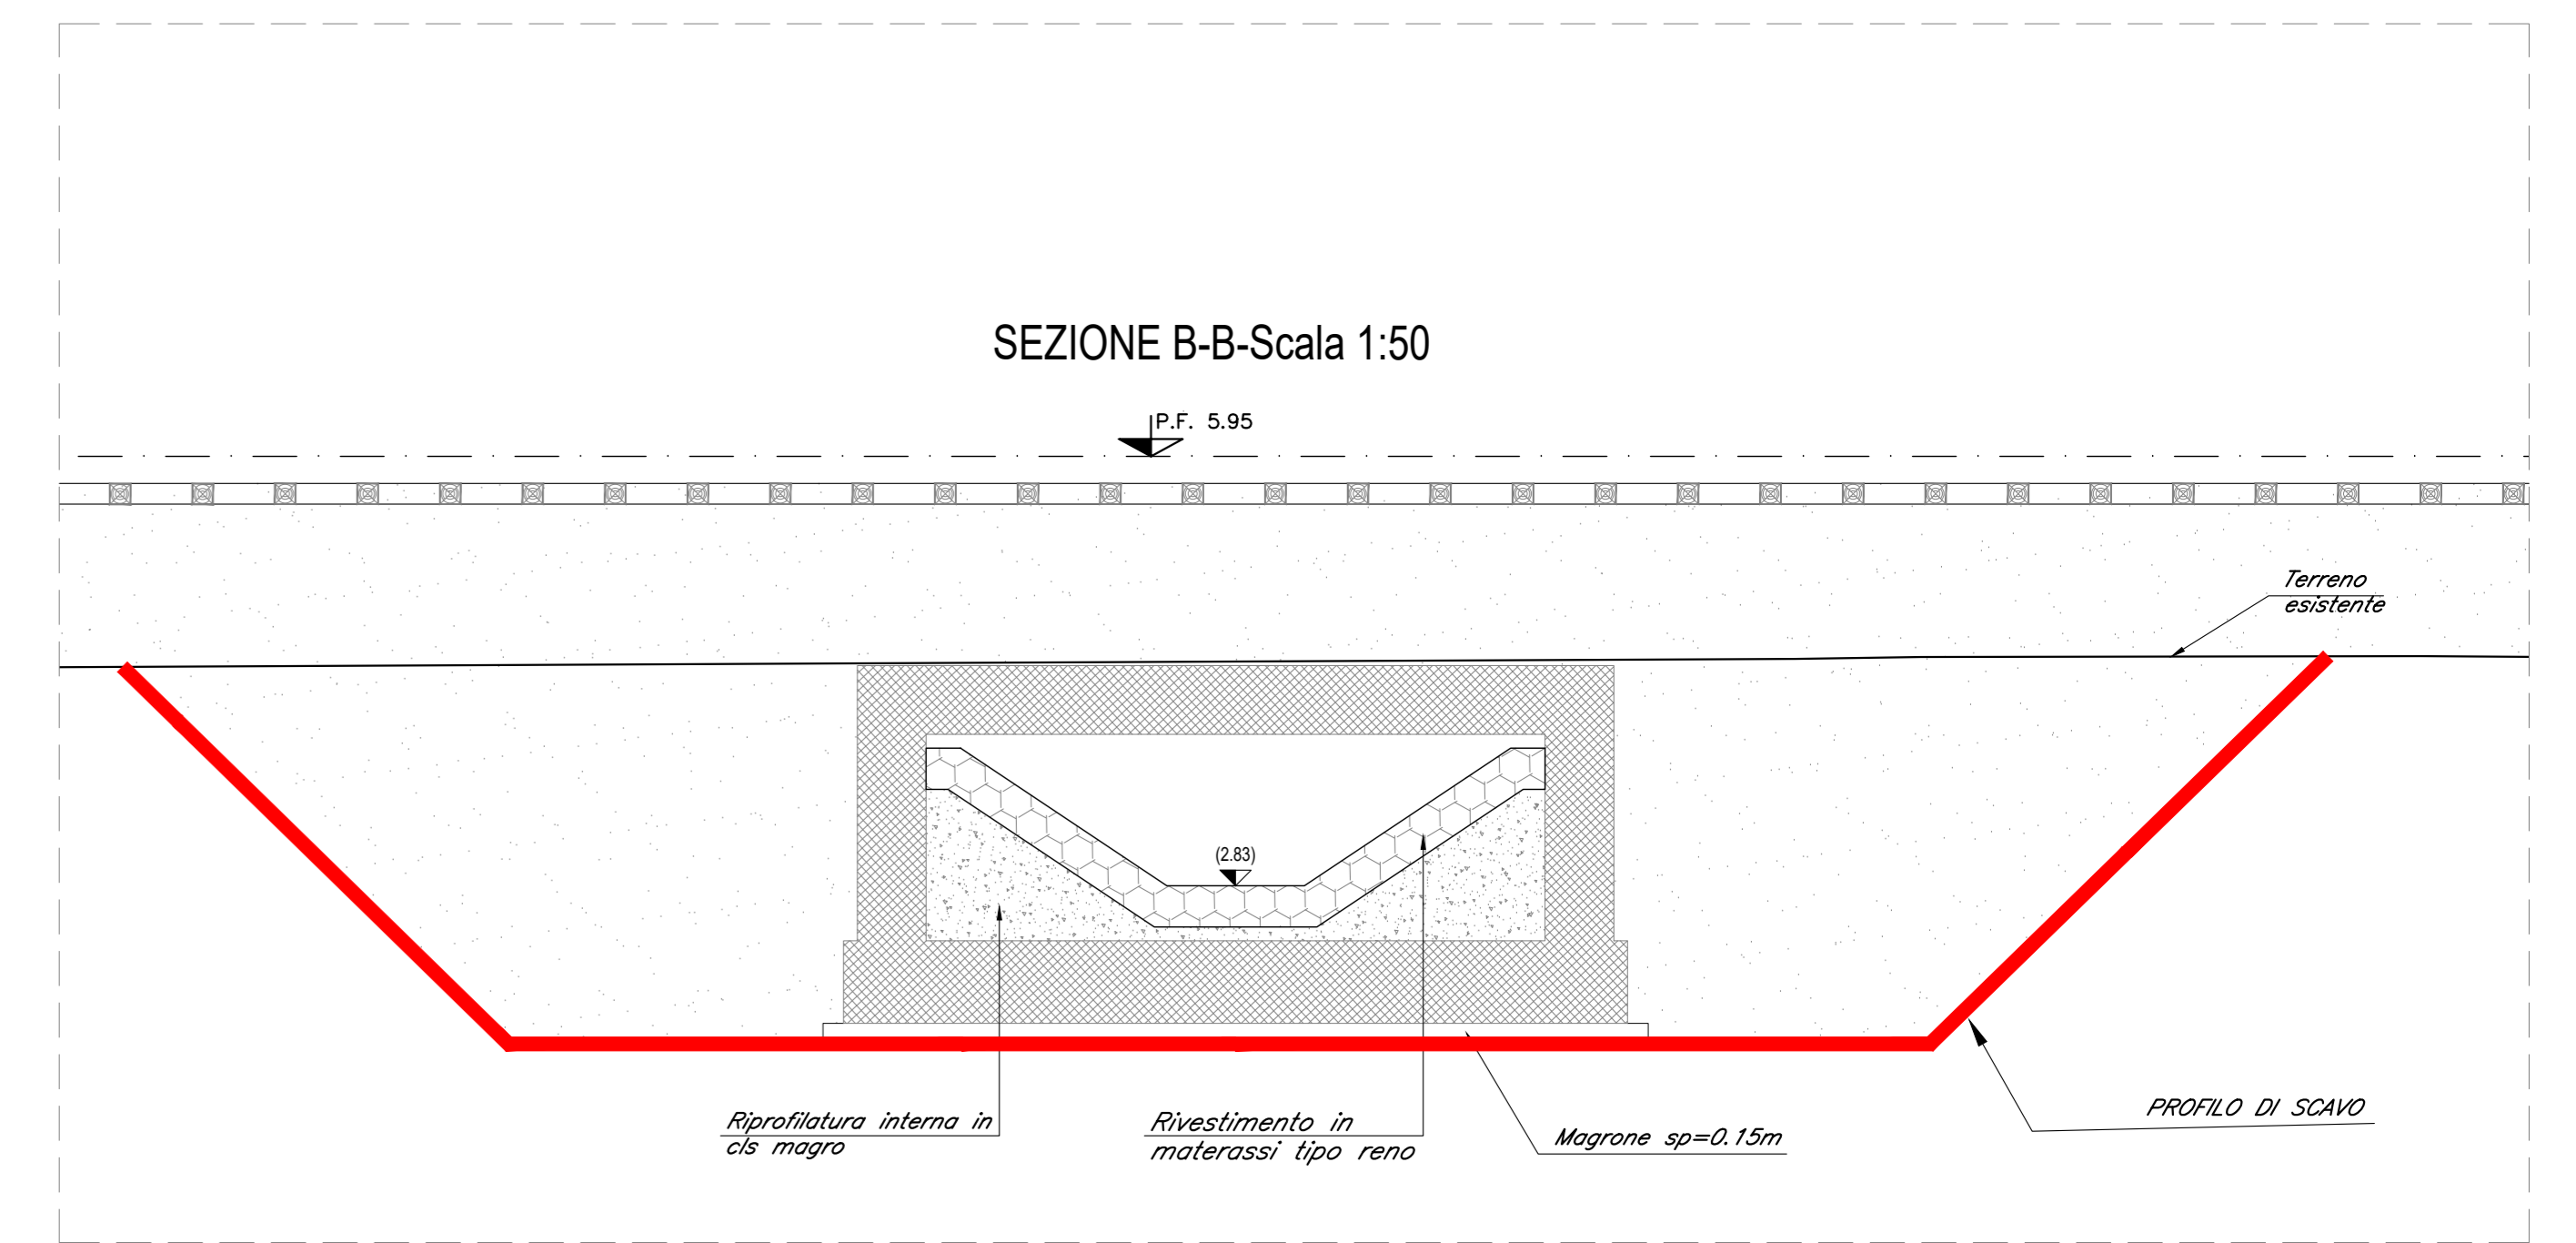 SEZIONE B-B-Scala 1:50
P.F. 5.95
Terreno
esistente
(2.83)
Riprofilatura interna in
cls magro
Rivestimento in
materassi tipo reno
Magrone sp=0.15m
PROFILO DI SCAVO